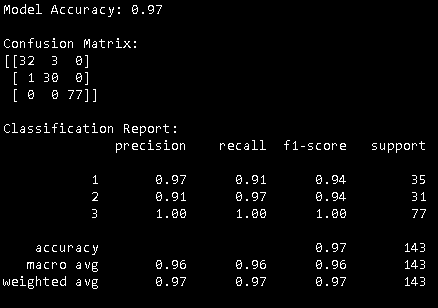 Model Accuracy: 0.97
Confusion Matrix:
[[32  3  0]
 [ 1 30  0]
 [ 0  0 77]]
Classification Report:
              precision    recall  f1-score   support
           1       0.97      0.91      0.94        35
           2       0.91      0.97      0.94        31
           3       1.00      1.00      1.00        77
    accuracy                           0.97       143
   macro avg       0.96      0.96      0.96       143
weighted avg       0.97      0.97      0.97       143